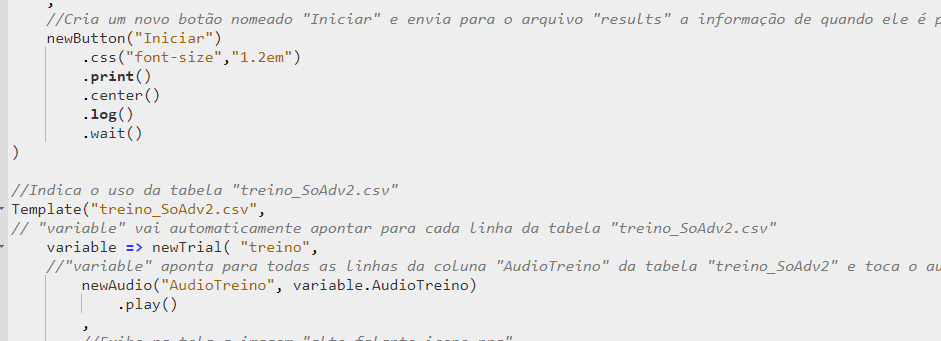 ,
//Cria um novo botão nomeado "Iniciar" e envia para o arquivo "results" a informação de quando ele é p
newButton("Iniciar")
.css("font-size","1.2em")
.print()
.center()
.log()
.wait()
)
//Indica o uso da tabela "treino_SoAdv2.csv"
Template("treino_SoAdv2.csv",
// "variable" vai automaticamente apontar para cada linha da tabela "treino_SoAdv2.csv"
variable => newTrial( "treino",
//"variable" aponta para todas as linhas da coluna "AudioTreino" da tabela "treino_SoAdv2" e toca o au
newAudio("AudioTreino", variable.AudioTreino)
.play()
,